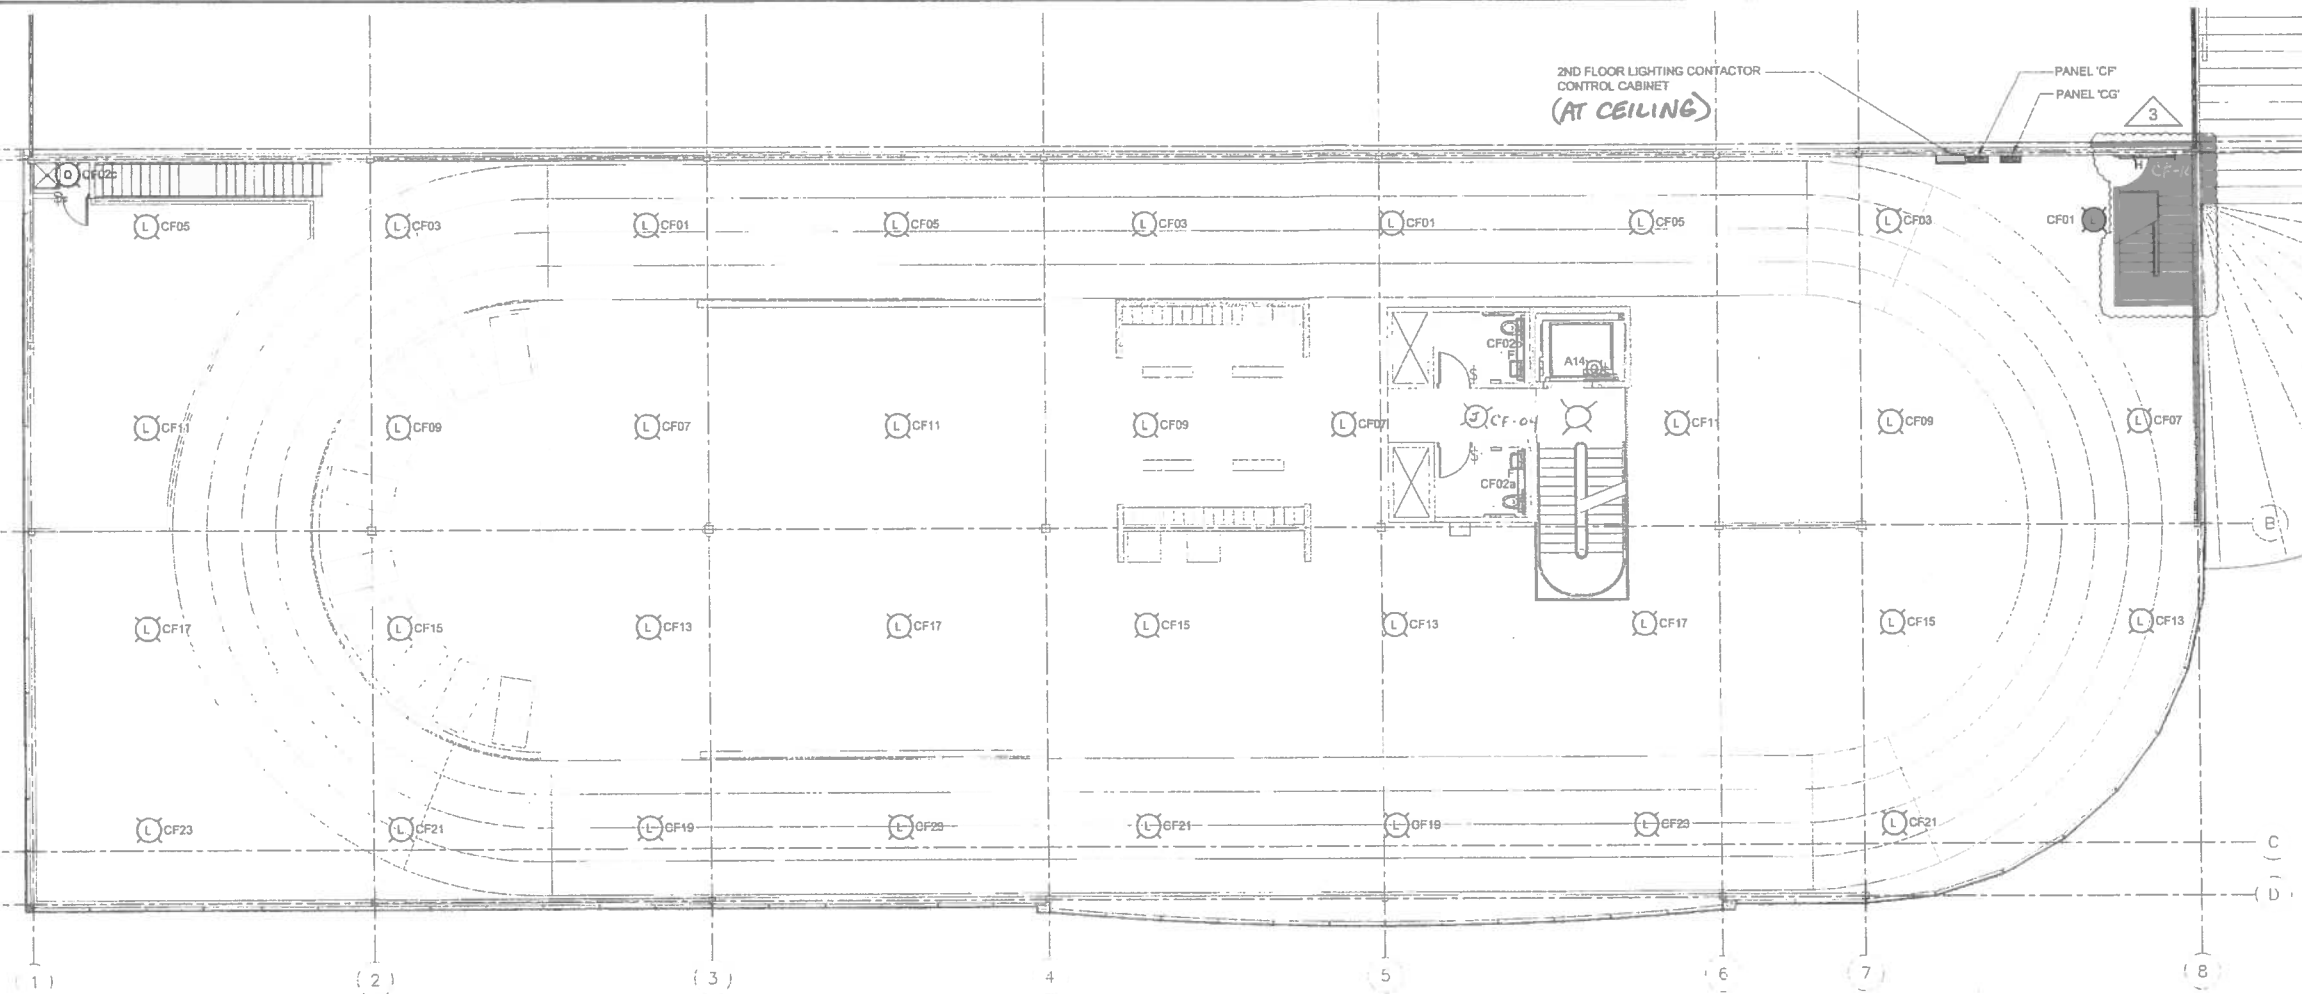 2ND FLOOR LIGHTING CONTACTOR
CONTROL CABINET
(AT CEILING)
PANEL 'CF'
PANEL 'CG'
3
CF02c
H
$
L CF05
L CF03
L CF01
L CF05
L CF03
L CF01
L CF05
L CF03
CF01 L
CF02b
F
A14
$
L CF11
L CF09
L CF07
L CF11
L CF09
L CF07
J CF-04
L CF11
L CF09
L CF07
$
F
CF02a
B
L CF17
L CF15
L CF13
L CF17
L CF15
L CF13
L CF17
L CF15
L CF13
L CF23
L CF21
L CF19
L CF23
L CF21
L CF19
L CF23
L CF21
C
D
1
2
3
4
5
6
7
8